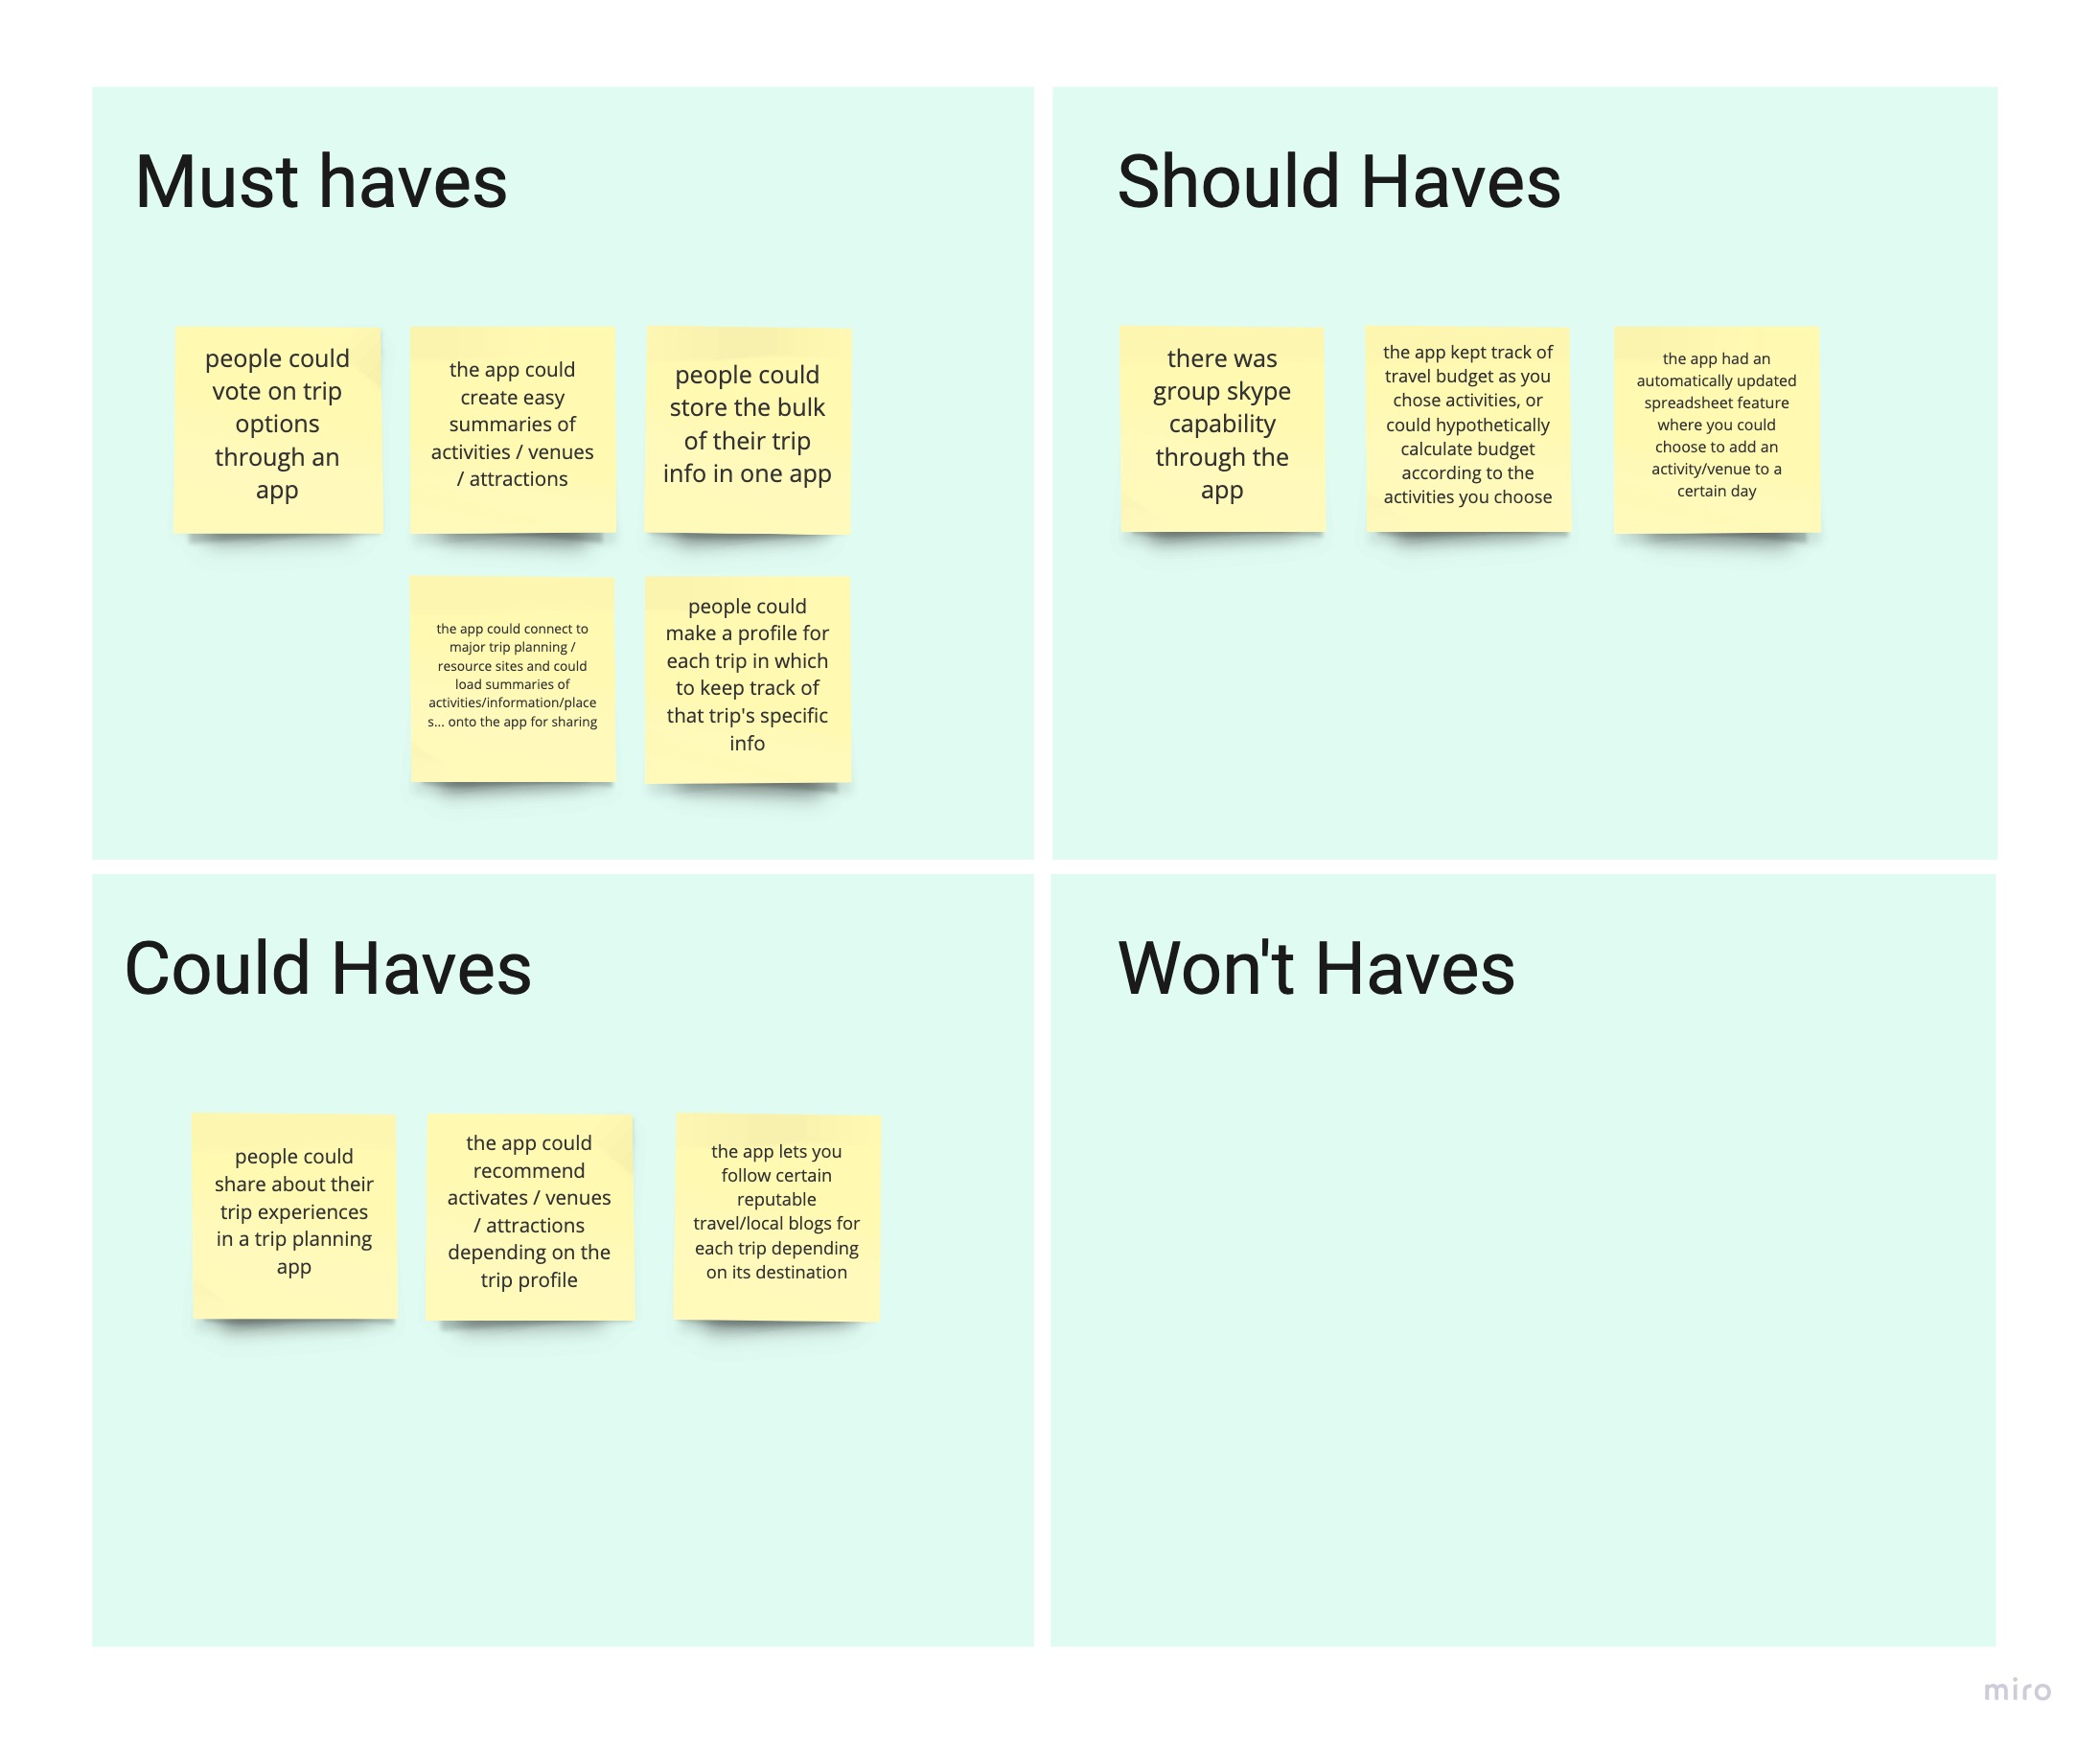 Must haves
people could
vote on trip
options
through an
app
the app could
create easy
summaries of
activities / venues
/ attractions
people could
store the bulk
of their trip
info in one app
the app could connect to
major trip planning /
resource sites and could
load summaries of
activities/information/place
s... onto the app for sharing
people could
make a profile for
each trip in which
to keep track of
that trip's specific
info
Should Haves
there was
group skype
capability
through the
app
the app kept track of
travel budget as you
chose activities, or
could hypothetically
calculate budget
according to the
activities you choose
the app had an
automatically updated
spreadsheet feature
where you could
choose to add an
activity/venue to a
certain day
Could Haves
people could
share about their
trip experiences
in a trip planning
app
the app could
recommend
activates / venues
/ attractions
depending on the
trip profile
the app lets you
follow certain
reputable
travel/local blogs for
each trip depending
on its destination
Won't Haves
miro